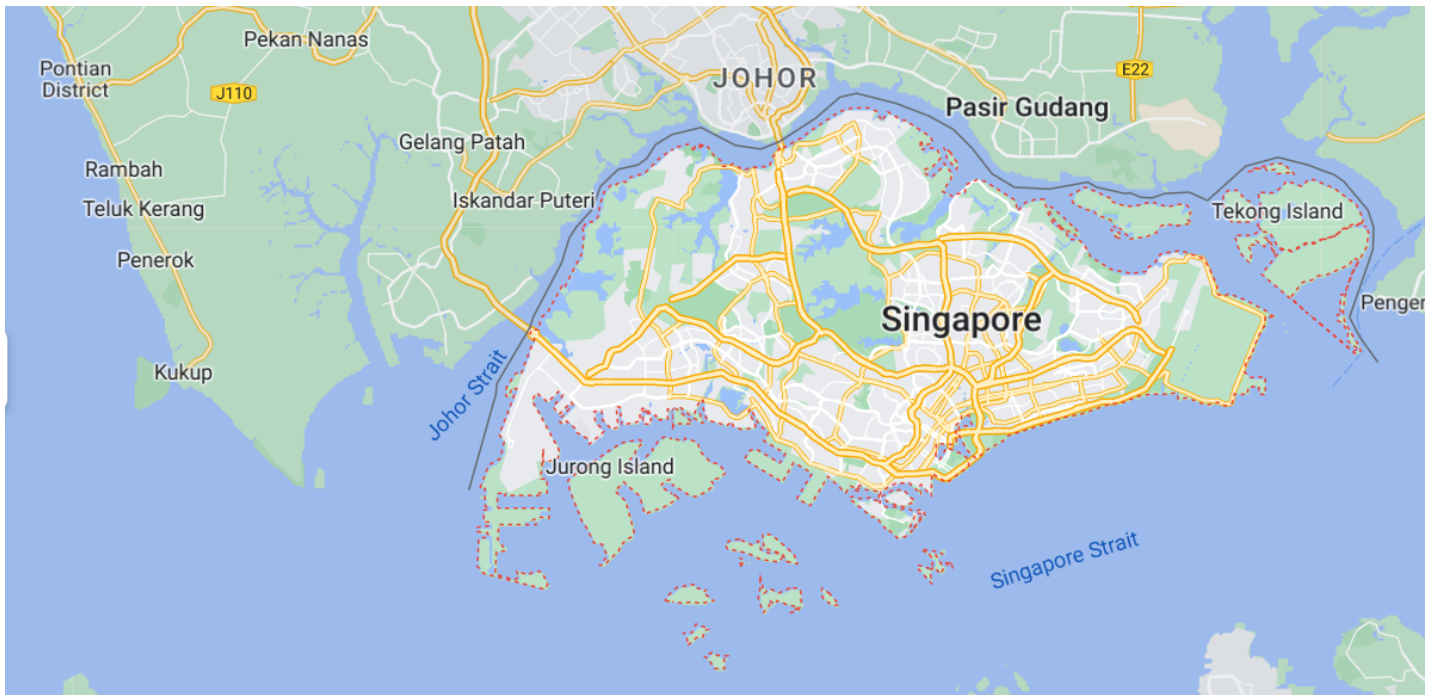 Pekan Nanas
Pontian
District
J110
JOHOR
E22
Pasir Gudang
Gelang Patah
Rambah
Iskandar Puteri
Teluk Kerang
Tekong Island
Penerok
Penger
Singapore
Kukup
Johor Strait
Jurong Island
Singapore Strait